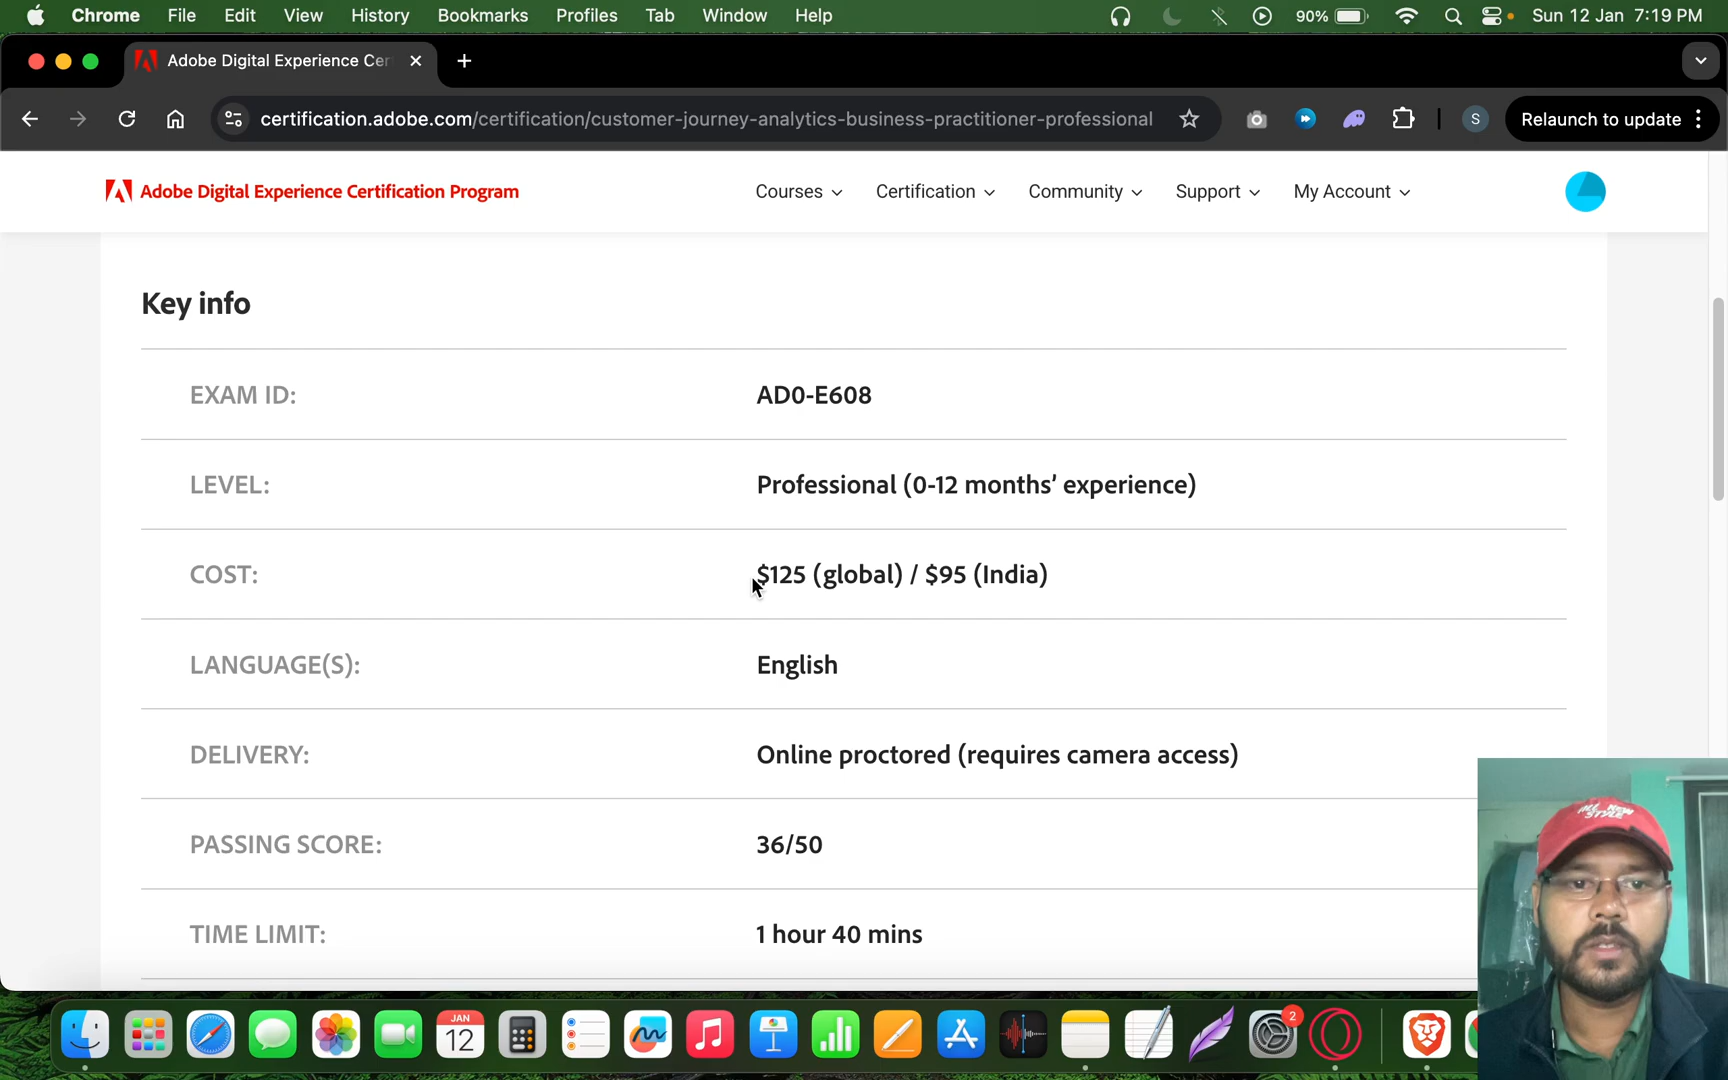 Chrome File Edit View History Bookmarks Profiles Tab Window Help 90% Sun 12 Jan 7:19 PM
Adobe Digital Experience Cer
certification.adobe.com/certification/customer-journey-analytics-business-practitioner-professional S Relaunch to update
Adobe Digital Experience Certification Program Courses Certification Community Support My Account
Key info
EXAM ID: AD0-E608
LEVEL: Professional (0-12 months’ experience)
COST: $125 (global) / $95 (India)
LANGUAGE(S): English
DELIVERY: Online proctored (requires camera access)
PASSING SCORE: 36/50
TIME LIMIT: 1 hour 40 mins
ALL NEW
STYLE
JAN
12
2